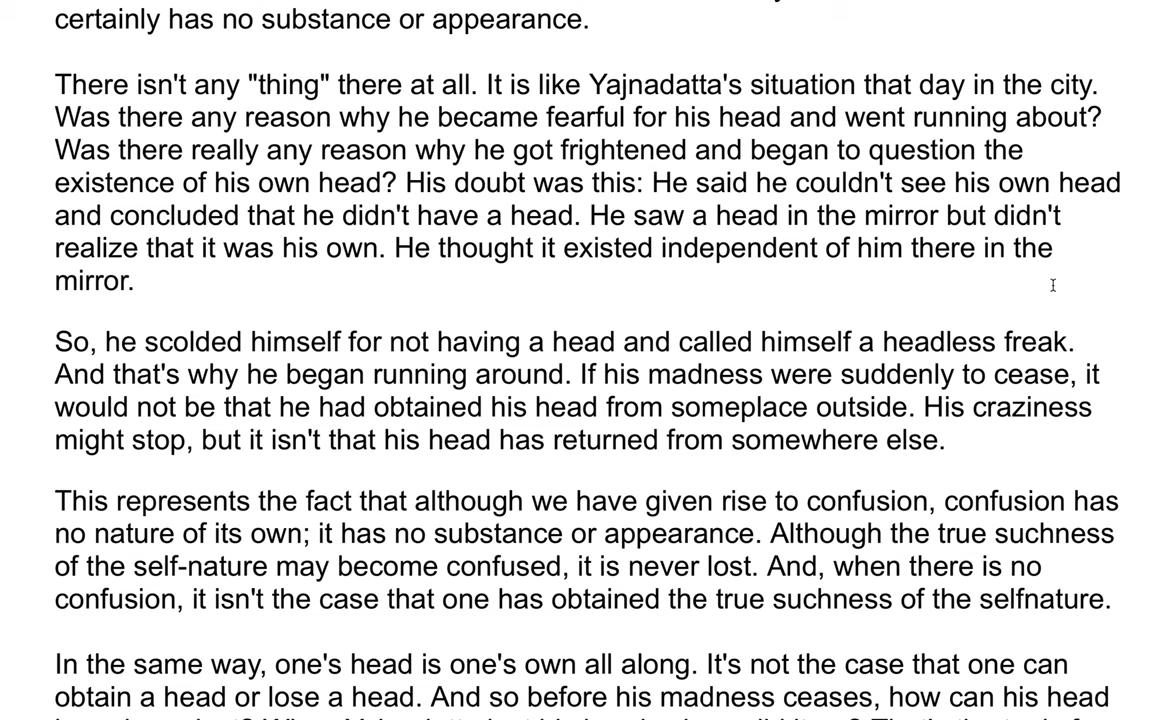 certainly has no substance or appearance.
There isn't any "thing" there at all. It is like Yajnadatta's situation that day in the city.
Was there any reason why he became fearful for his head and went running about?
Was there really any reason why he got frightened and began to question the
existence of his own head? His doubt was this: He said he couldn't see his own head
and concluded that he didn't have a head. He saw a head in the mirror but didn't
realize that it was his own. He thought it existed independent of him there in the
mirror.
So, he scolded himself for not having a head and called himself a headless freak.
And that's why he began running around. If his madness were suddenly to cease, it
would not be that he had obtained his head from someplace outside. His craziness
might stop, but it isn't that his head has returned from somewhere else.
This represents the fact that although we have given rise to confusion, confusion has
no nature of its own; it has no substance or appearance. Although the true suchness
of the self-nature may become confused, it is never lost. And, when there is no
confusion, it isn't the case that one has obtained the true suchness of the selfnature.
In the same way, one's head is one's own all along. It's not the case that one can
obtain a head or lose a head. And so before his madness ceases, how can his head